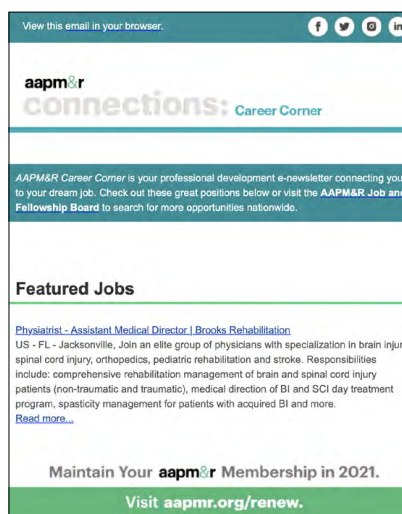 View this email in your browser.
aapm&r
connections: Career Corner
AAPM&R Career Corner is your professional development e-newsletter connecting you
to your dream job. Check out these great positions below or visit the AAPM&R Job and
Fellowship Board to search for more opportunities nationwide.
Featured Jobs
Physiatrist - Assistant Medical Director | Brooks Rehabilitation
US - FL - Jacksonville, Join an elite group of physicians with specialization in brain injur
spinal cord injury, orthopedics, pediatric rehabilitation and stroke. Responsibilities
include: comprehensive rehabilitation management of brain and spinal cord injury
patients (non-traumatic and traumatic), medical direction of BI and SCI day treatment
program, spasticity management for patients with acquired BI and more.
Read more...
Maintain Your aapm&r Membership in 2021.
Visit aapmr.org/renew.